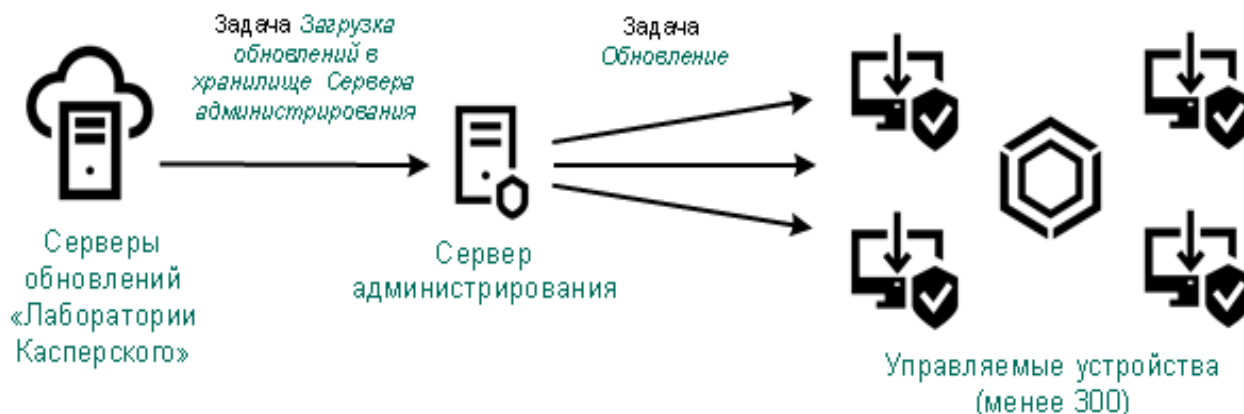 Задача Загрузка
обновлений в
хранилище Сервера
администрирования
Задача
Обновление
Серверы
обновлений
«Лаборатории
Касперского»
Сервер
администрирования
Управляемые устройства
(менее 300)